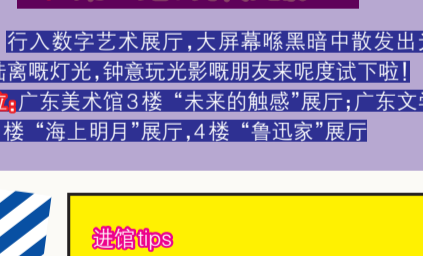 行入数字艺术展厅,大屏幕喺黑暗中散发出
离嘅灯光,钟意玩光影嘅朋友来呢度试下啦!
广东美术馆3楼“未来的触感”展厅;广东文
楼“海上明月”展厅,4楼“鲁迅家”展厅
进馆tips